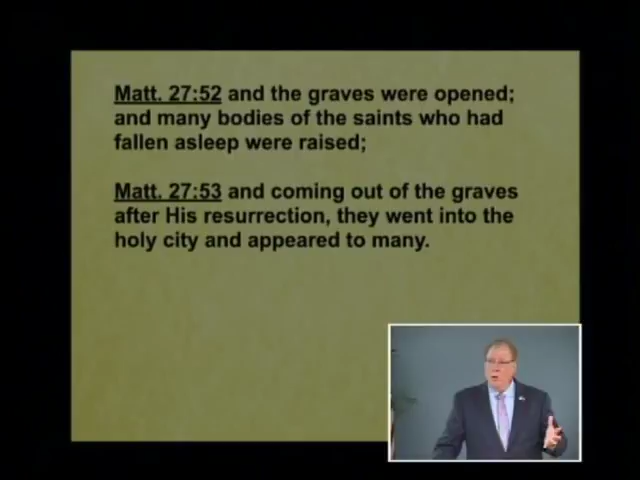 Matt. 27:52 and the graves were opened;
and many bodies of the saints who had
fallen asleep were raised;
Matt. 27:53 and coming out of the graves
after His resurrection, they went into the
holy city and appeared to many.